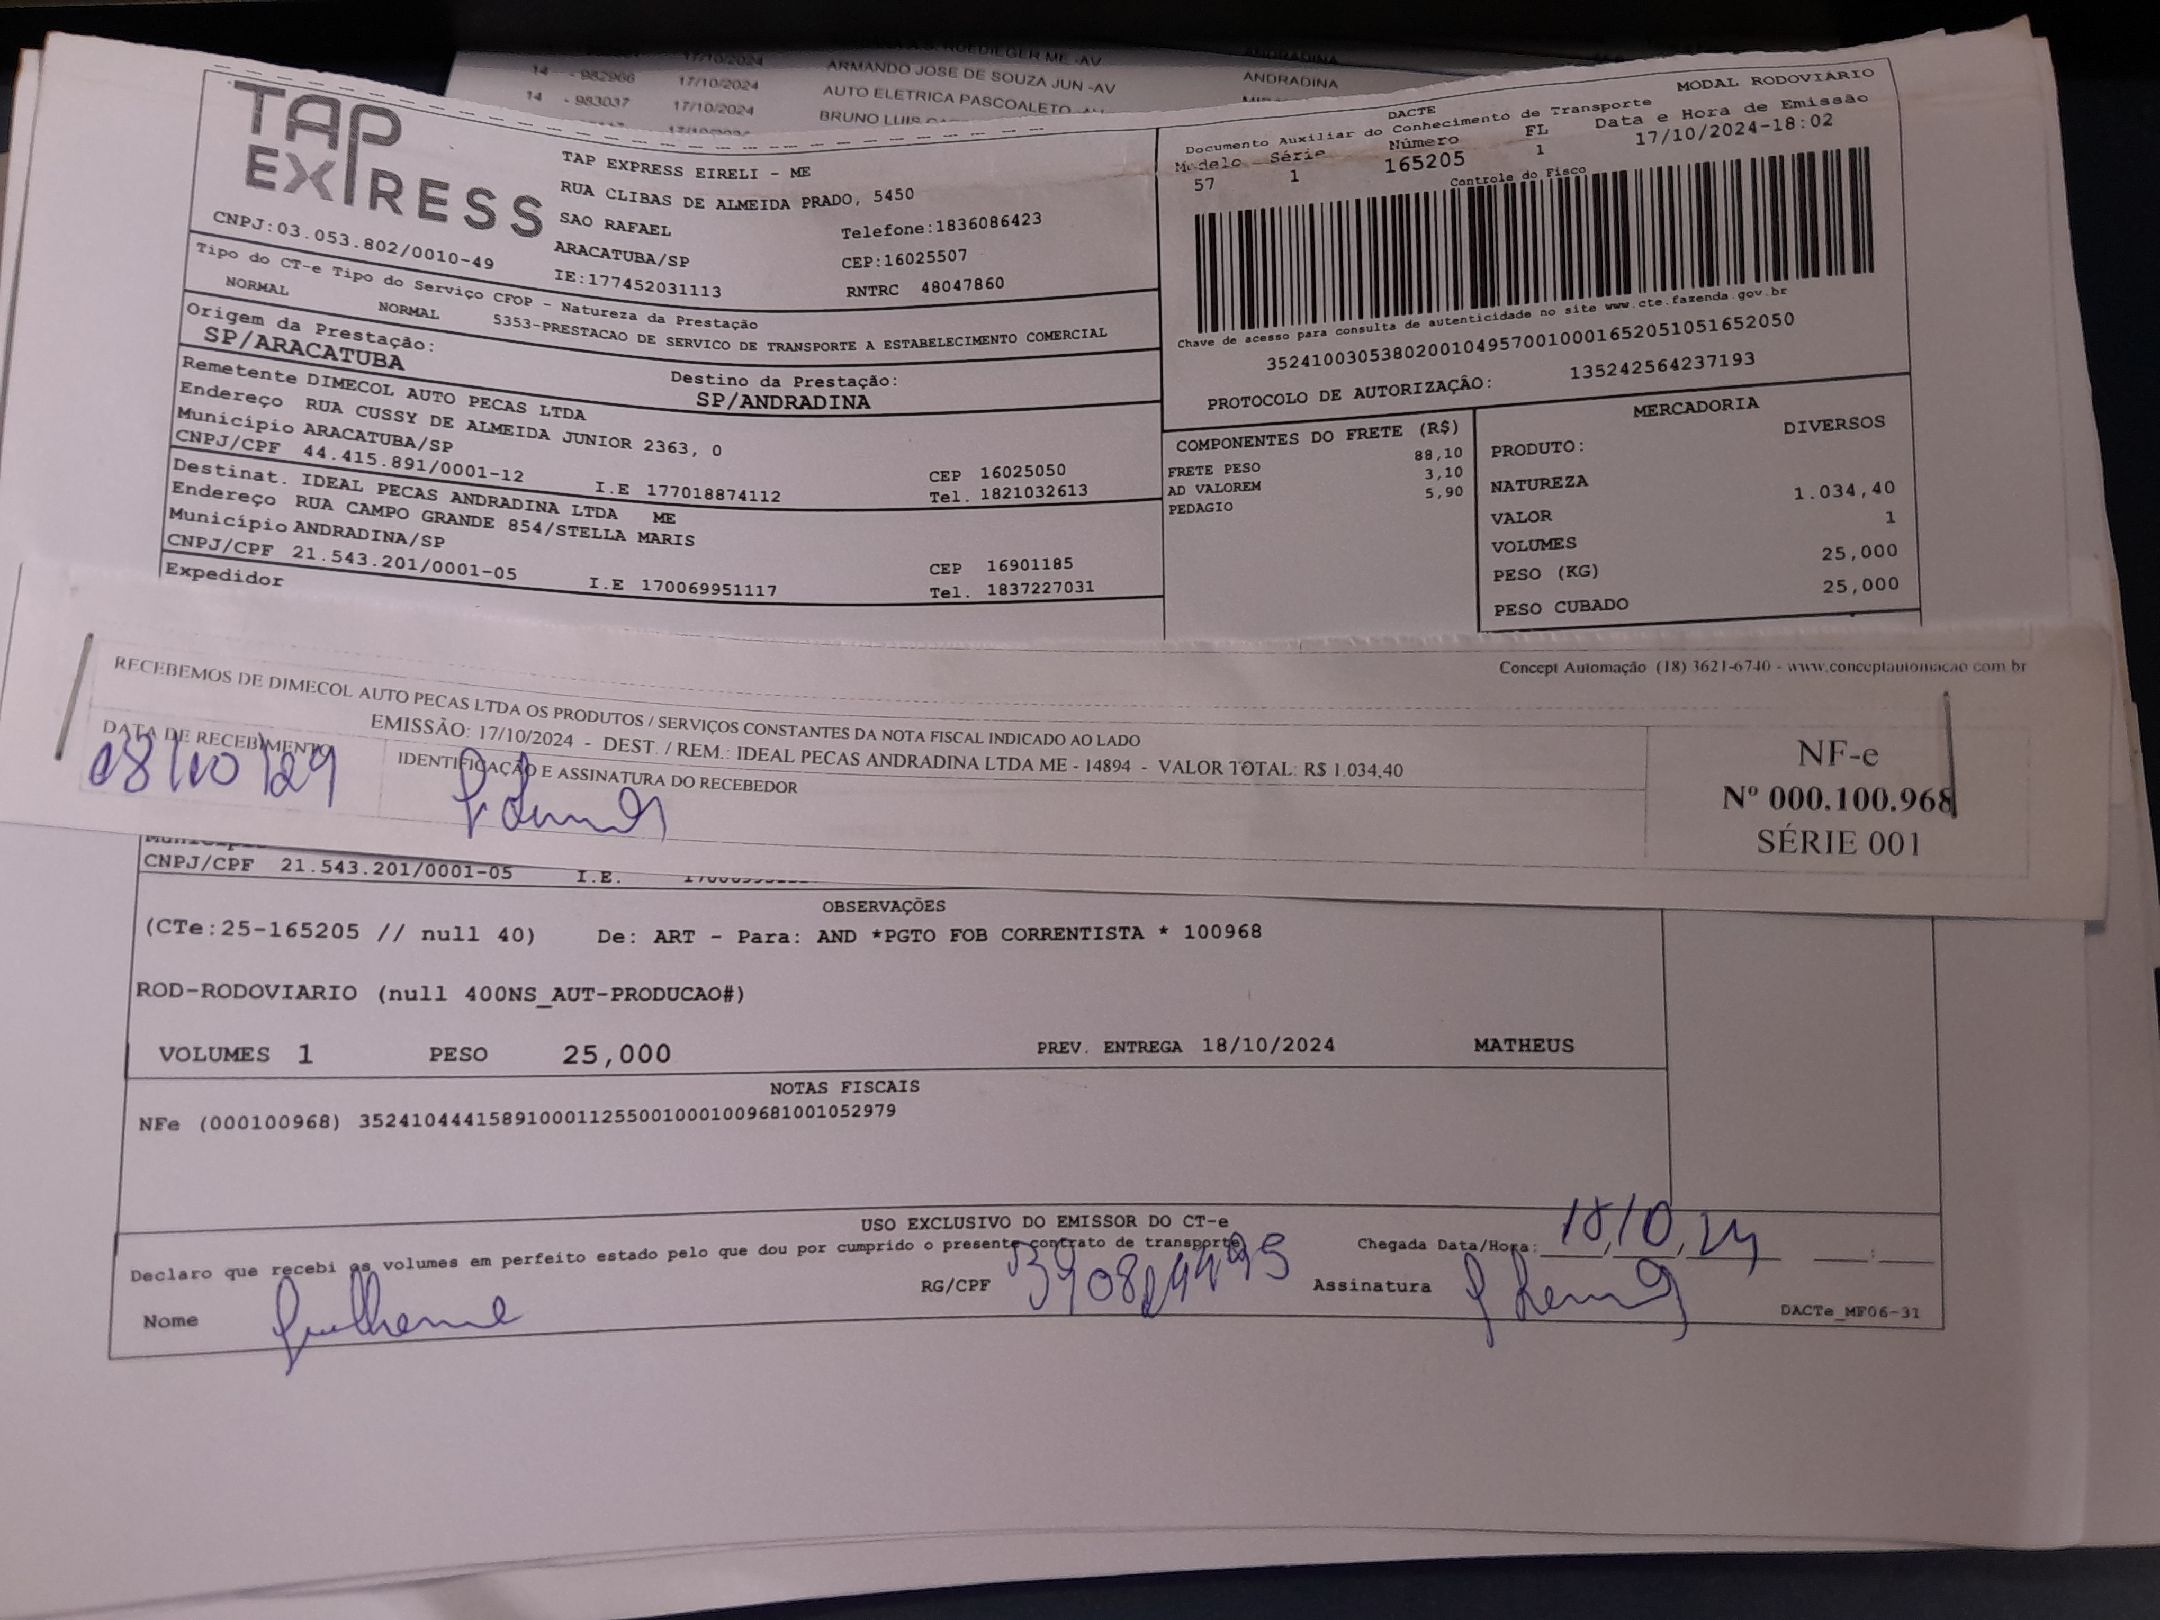 14 - 982966 17/10/2024 ARMANDO JOSE DE SOUZA JUN -AV ANDRADINA
14 - 983037 17/10/2024 AUTO ELETRICA PASCOALETO
BRUNO LUIS
TAP EXPRESS
CNPJ:03.053.802/0010-49
TAP EXPRESS EIRELI - ME
RUA CLIBAS DE ALMEIDA PRADO, 5450
SAO RAFAEL Telefone:1836086423
ARACATUBA/SP CEP:16025507
IE:177452031113 RNTRC 48047860
DACTE MODAL RODOVIÁRIO
Documento Auxiliar do Conhecimento de Transporte
Modelo Série Número FL Data e Hora de Emissão
57 1 165205 1 17/10/2024-18:02
Controle do Fisco
Chave de acesso para consulta de autenticidade no site www.cte.fazenda.gov.br
35241003053802001049570010001652051051652050
PROTOCOLO DE AUTORIZAÇÃO: 135242564237193
Tipo do CT-e Tipo do Serviço CFOP - Natureza da Prestação
NORMAL NORMAL 5353-PRESTACAO DE SERVICO DE TRANSPORTE A ESTABELECIMENTO COMERCIAL
Origem da Prestação: Destino da Prestação:
SP/ARACATUBA SP/ANDRADINA
Remetente DIMECOL AUTO PECAS LTDA
Endereço RUA CUSSY DE ALMEIDA JUNIOR 2363, 0
Município ARACATUBA/SP CEP 16025050
CNPJ/CPF 44.415.891/0001-12 I.E 177018874112 Tel. 1821032613
Destinat. IDEAL PECAS ANDRADINA LTDA ME
Endereço RUA CAMPO GRANDE 854/STELLA MARIS
Município ANDRADINA/SP CEP 16901185
CNPJ/CPF 21.543.201/0001-05 I.E 170069951117 Tel. 1837227031
Expedidor
COMPONENTES DO FRETE (R$)
FRETE PESO 88,10
AD VALOREM 3,10
PEDAGIO 5,90
MERCADORIA
PRODUTO: DIVERSOS
NATUREZA
VALOR 1.034,40
VOLUMES 1
PESO (KG) 25,000
PESO CUBADO 25,000
Concept Automação (18) 3621-6740 - www.conceptautomacao.com.br
RECEBEMOS DE DIMECOL AUTO PECAS LTDA OS PRODUTOS / SERVIÇOS CONSTANTES DA NOTA FISCAL INDICADO AO LADO
EMISSÃO: 17/10/2024 - DEST. / REM.: IDEAL PECAS ANDRADINA LTDA ME - 14894 - VALOR TOTAL: R$ 1.034,40
DATA DE RECEBIMENTO IDENTIFICAÇÃO E ASSINATURA DO RECEBEDOR
18/10/24
NF-e
Nº 000.100.968
SÉRIE 001
CNPJ/CPF 21.543.201/0001-05 I.E.
OBSERVAÇÕES
(CTe:25-165205 // null 40) De: ART - Para: AND *PGTO FOB CORRENTISTA * 100968
ROD-RODOVIARIO (null 400NS_AUT-PRODUCAO#)
VOLUMES 1 PESO 25,000 PREV. ENTREGA 18/10/2024 MATHEUS
NOTAS FISCAIS
NFe (000100968) 35241044415891000112550010001009681001052979
USO EXCLUSIVO DO EMISSOR DO CT-e
Declaro que recebi os volumes em perfeito estado pelo que dou por cumprido o presente contrato de transporte Chegada Data/Hora: 18,10,24 :
Nome Guilherme RG/CPF Assinatura
DACTe_MF06-31